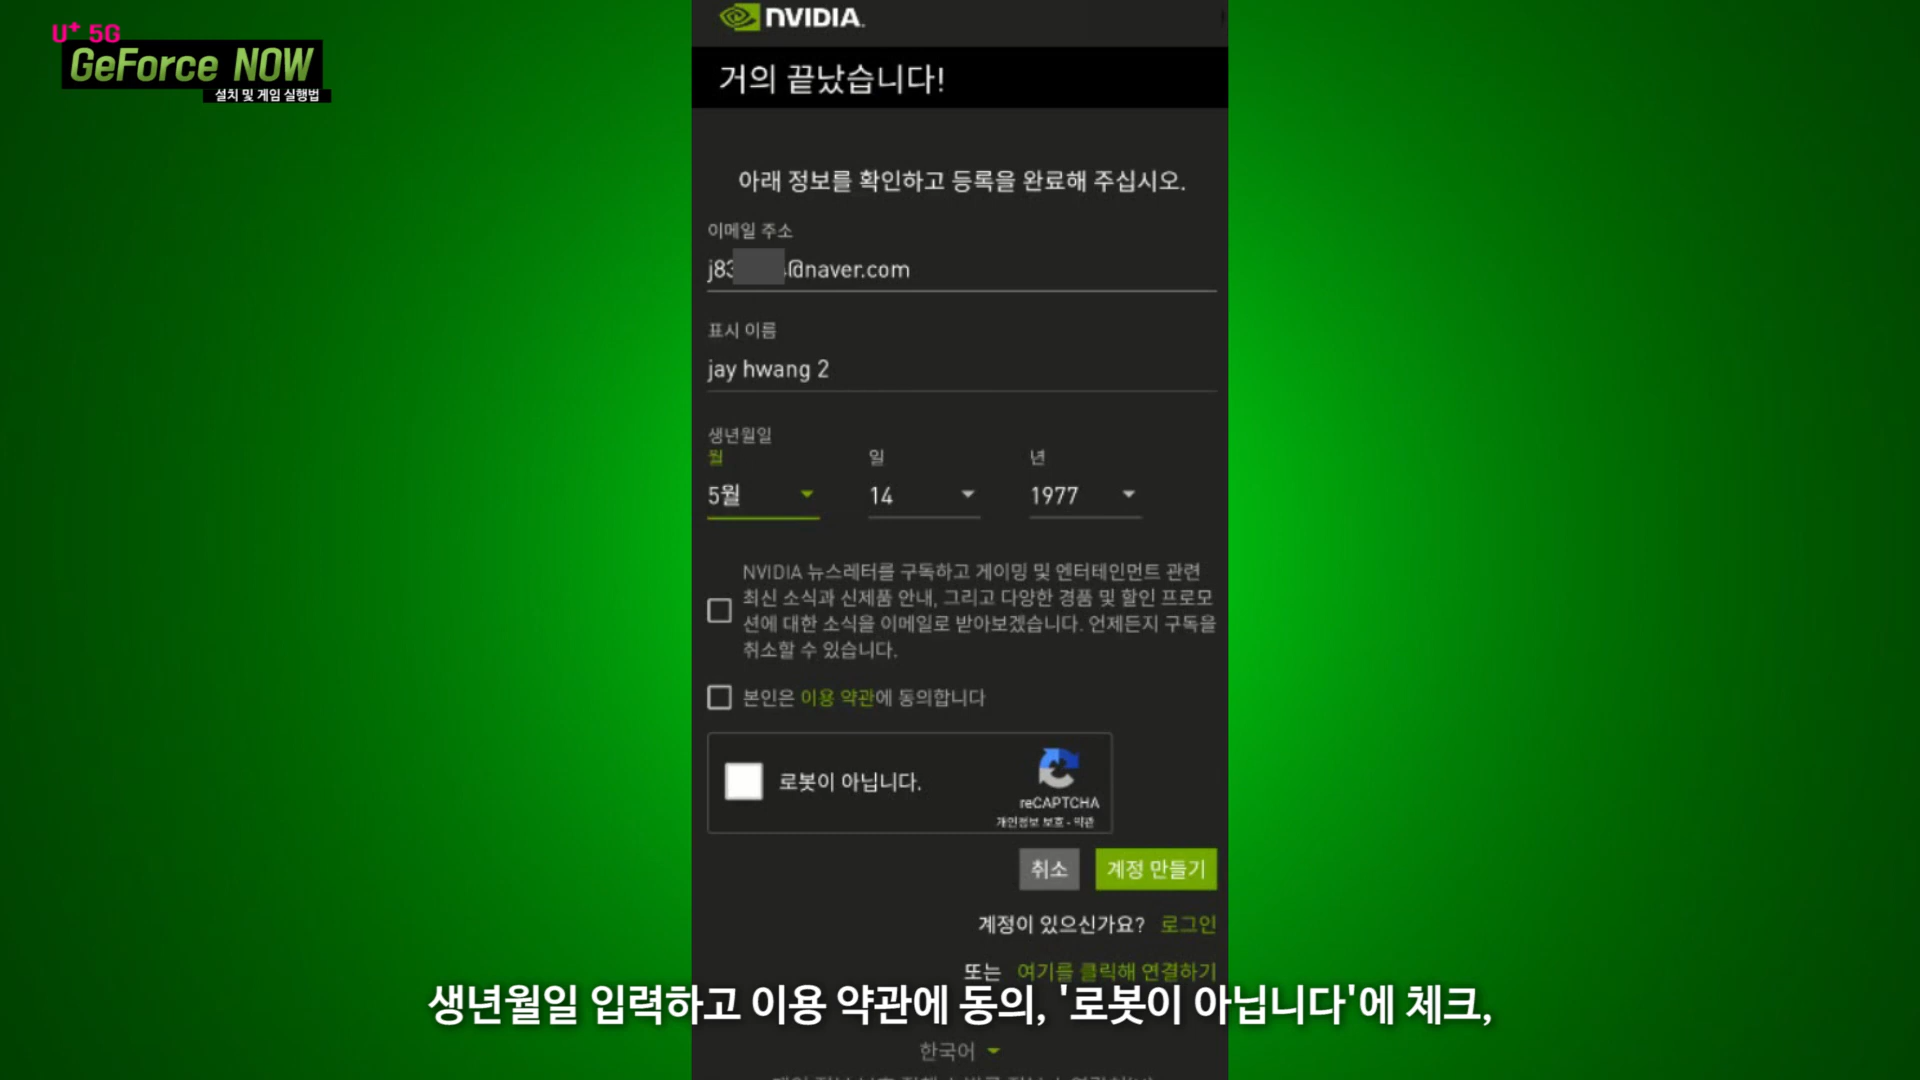 U+ 5G
GeForce NOW
설치 및 게임 실행법
NVIDIA.
거의 끝났습니다!
아래 정보를 확인하고 등록을 완료해 주십시오.
이메일 주소
j83 @naver.com
표시 이름
jay hwang 2
생년월일
월 일 년
5월 14 1977
NVIDIA 뉴스레터를 구독하고 게이밍 및 엔터테인먼트 관련
최신 소식과 신제품 안내, 그리고 다양한 경품 및 할인 프로모
션에 대한 소식을 이메일로 받아보겠습니다. 언제든지 구독을
취소할 수 있습니다.
본인은 이용 약관에 동의합니다
로봇이 아닙니다.
reCAPTCHA
개인정보 보호 - 약관
취소 계정 만들기
계정이 있으신가요? 로그인
또는 여기를 클릭해 연결하기
생년월일 입력하고 이용 약관에 동의, '로봇이 아닙니다'에 체크,
한국어